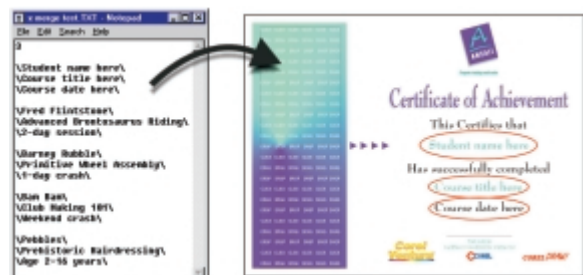 x merge test.TXT - Notepad
File Edit Search Help
3
\Student name here\
\Course title here\
\Course date here\
\Fred Flintstone\
\Advanced Brontosaurus Riding\
\2-day session\
\Barney Rubble\
\Primitive Wheel Assembly\
\1-day crash\
\Bam Bam\
\Club Making 101\
\Weekend crash\
\Pebbles\
\Prehistoric Hairdressing\
\Age 2-16 years\
Certificate of Achievement
This Certifies that
Student name here
Has successfully completed
Course title here
Course date here
Corel
Ventura
COREL